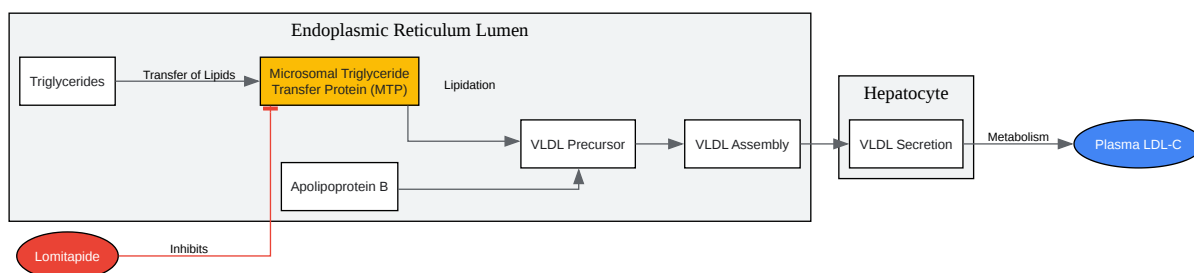 Endoplasmic Reticulum Lumen
Triglycerides
Transfer of Lipids
Microsomal Triglyceride
Transfer Protein (MTP)
Lipidation
Hepatocyte
VLDL Precursor
VLDL Assembly
VLDL Secretion
Metabolism
Plasma LDL-C
Apolipoprotein B
Lomitapide
Inhibits